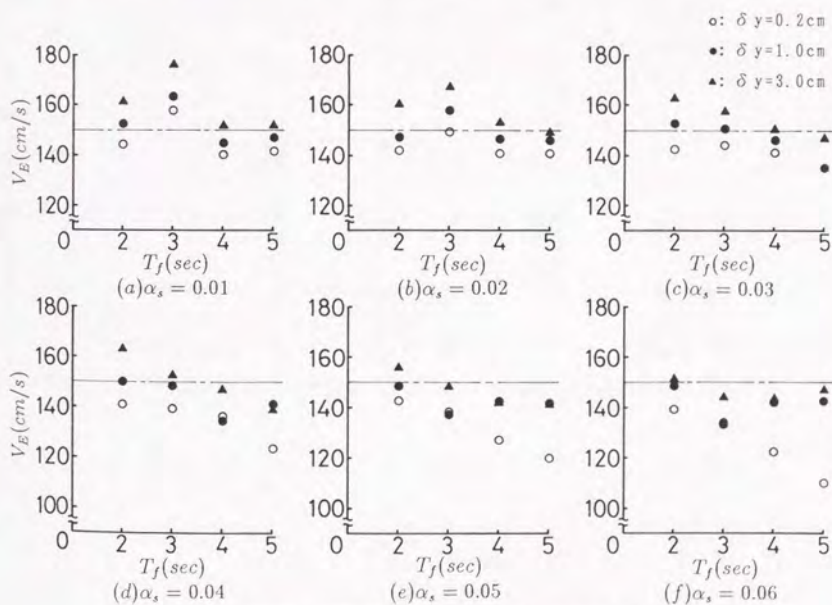 ○: δ y=0.2cm
●: δ y=1.0cm
▲: δ y=3.0cm
180
160
140
120
0
V_E(cm/s)
2 3 4 5
T_f(sec)
(a)α_s = 0.01
180
160
140
120
0
2 3 4 5
T_f(sec)
(b)α_s = 0.02
180
160
140
120
0
2 3 4 5
T_f(sec)
(c)α_s = 0.03
180
160
140
120
100
0
V_E(cm/s)
2 3 4 5
T_f(sec)
(d)α_s = 0.04
180
160
140
120
100
0
2 3 4 5
T_f(sec)
(e)α_s = 0.05
180
160
140
120
100
0
2 3 4 5
T_f(sec)
(f)α_s = 0.06